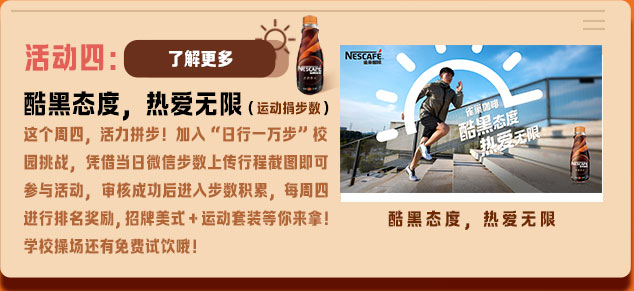 活动四：
了解更多
酷黑态度，热爱无限（运动捐步数）
这个周四，活力拼步！加入“日行一万步”校
园挑战，凭借当日微信步数上传行程截图即可
参与活动，审核成功后进入步数积累，每周四
进行排名奖励，招牌美式＋运动套装等你来拿！
学校操场还有免费试饮哦！
NESCAFÉ
雀巢咖啡
雀巢咖啡
酷黑态度
热爱无限
酷黑态度，热爱无限